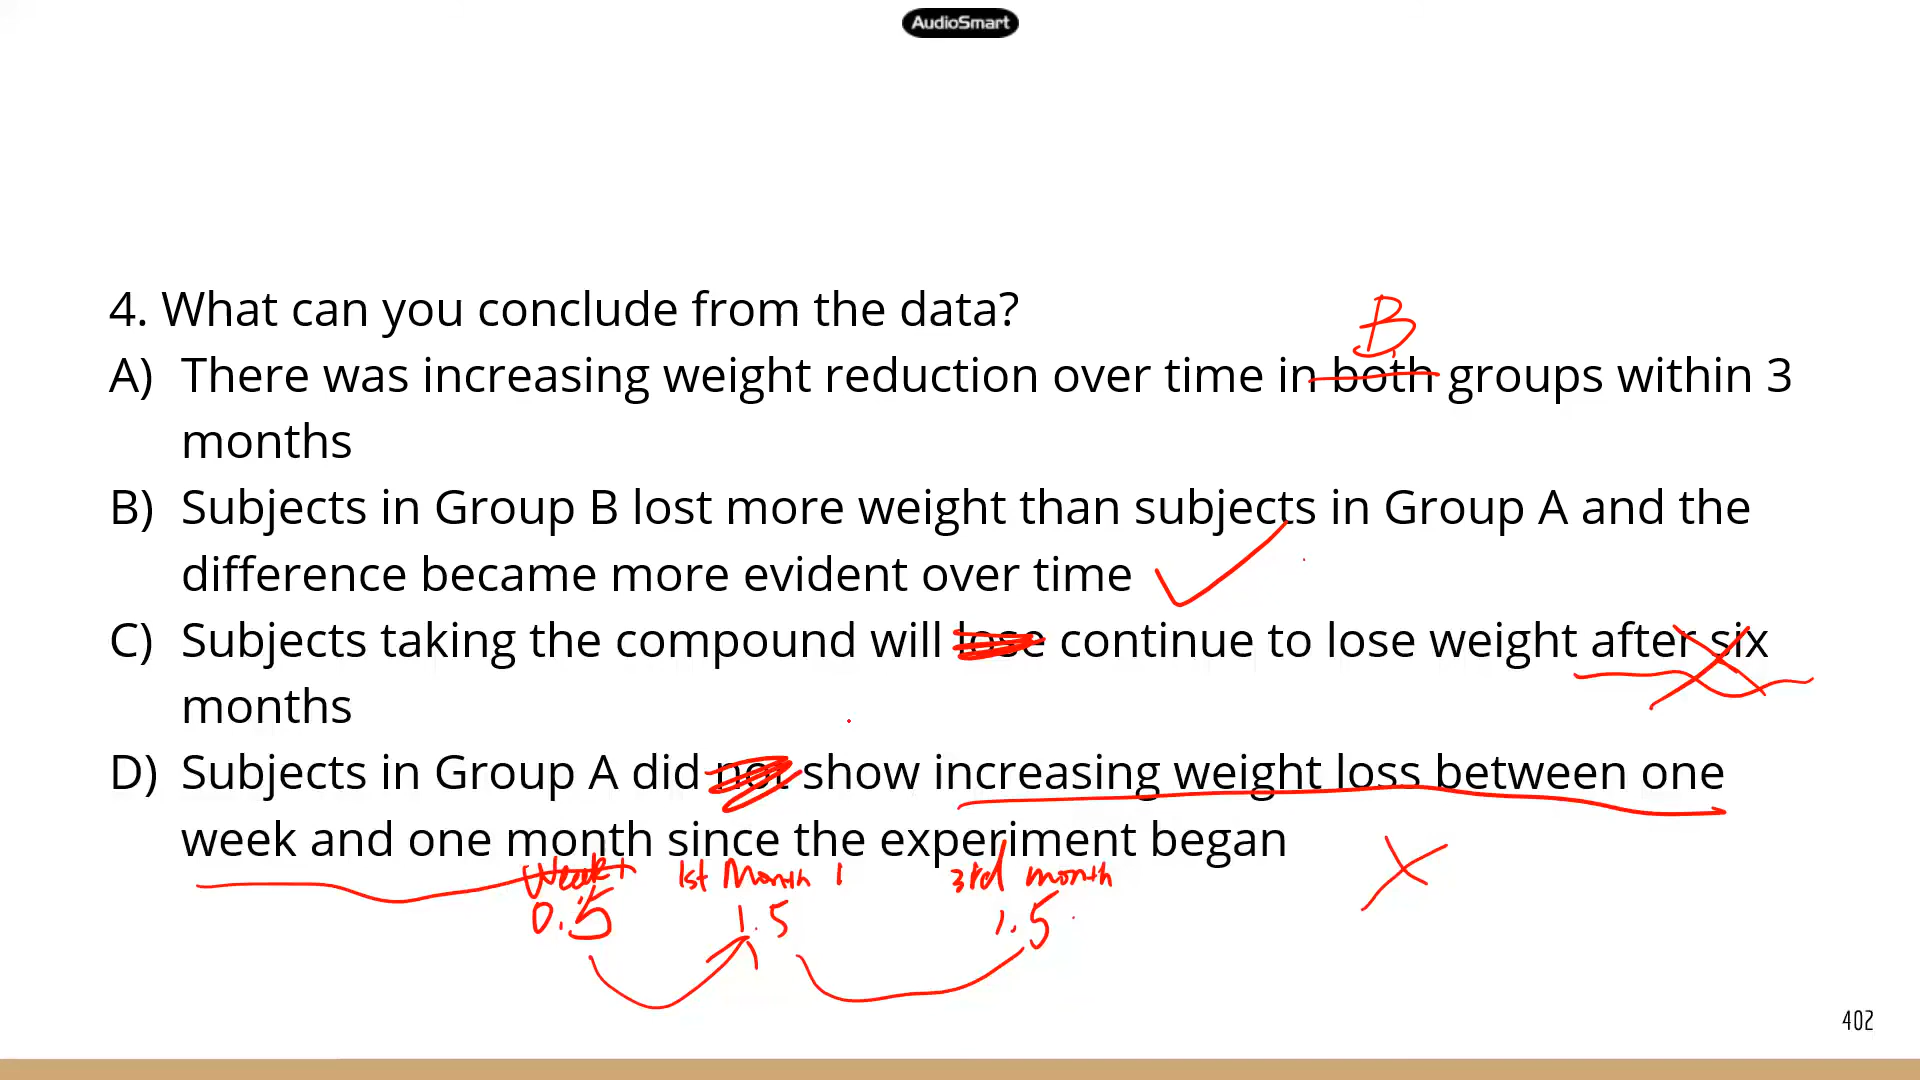 AudioSmart
4. What can you conclude from the data?
B
A) There was increasing weight reduction over time in both groups within 3
months
B) Subjects in Group B lost more weight than subjects in Group A and the
difference became more evident over time
C) Subjects taking the compound will lose continue to lose weight after six
months
D) Subjects in Group A did not show increasing weight loss between one
week and one month since the experiment began
Week 1 1st Month 1 3rd month
0.5 1.5 1.5
402